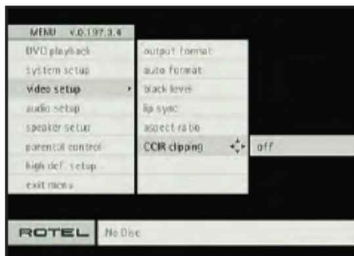 MENU v.0.197.3.4
DVD playback
system setup
video setup
audio setup
speaker setup
parental control
high def. setup
exit menu
output format
auto format
black level
lip sync
aspect ratio
CCIR clipping
off
ROTEL
No Disc